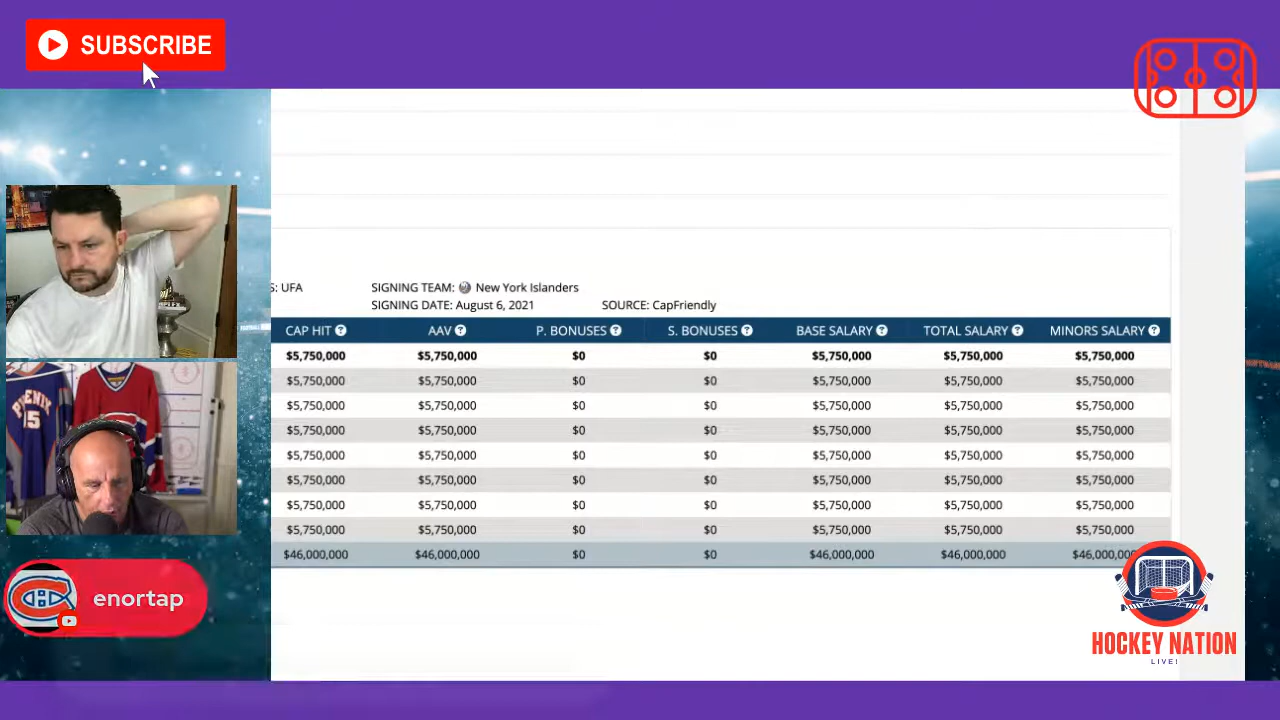 SUBSCRIBE
S: UFA
SIGNING TEAM: New York Islanders
SIGNING DATE: August 6, 2021
SOURCE: CapFriendly
CAP HIT AAV P. BONUSES S. BONUSES BASE SALARY TOTAL SALARY MINORS SALARY
$5,750,000 $5,750,000 $0 $0 $5,750,000 $5,750,000 $5,750,000
$5,750,000 $5,750,000 $0 $0 $5,750,000 $5,750,000 $5,750,000
$5,750,000 $5,750,000 $0 $0 $5,750,000 $5,750,000 $5,750,000
$5,750,000 $5,750,000 $0 $0 $5,750,000 $5,750,000 $5,750,000
$5,750,000 $5,750,000 $0 $0 $5,750,000 $5,750,000 $5,750,000
$5,750,000 $5,750,000 $0 $0 $5,750,000 $5,750,000 $5,750,000
$5,750,000 $5,750,000 $0 $0 $5,750,000 $5,750,000 $5,750,000
$5,750,000 $5,750,000 $0 $0 $5,750,000 $5,750,000 $5,750,000
$46,000,000 $46,000,000 $0 $0 $46,000,000 $46,000,000 $46,000,000
PHENIX
15
enortap
HOCKEY NATION
LIVE!